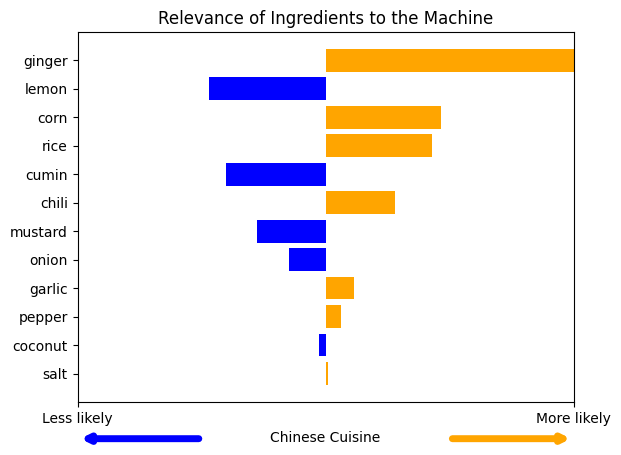 Relevance of Ingredients to the Machine
ginger
lemon
corn
rice
cumin
chili
mustard
onion
garlic
pepper
coconut
salt
Less likely
More likely
Chinese Cuisine